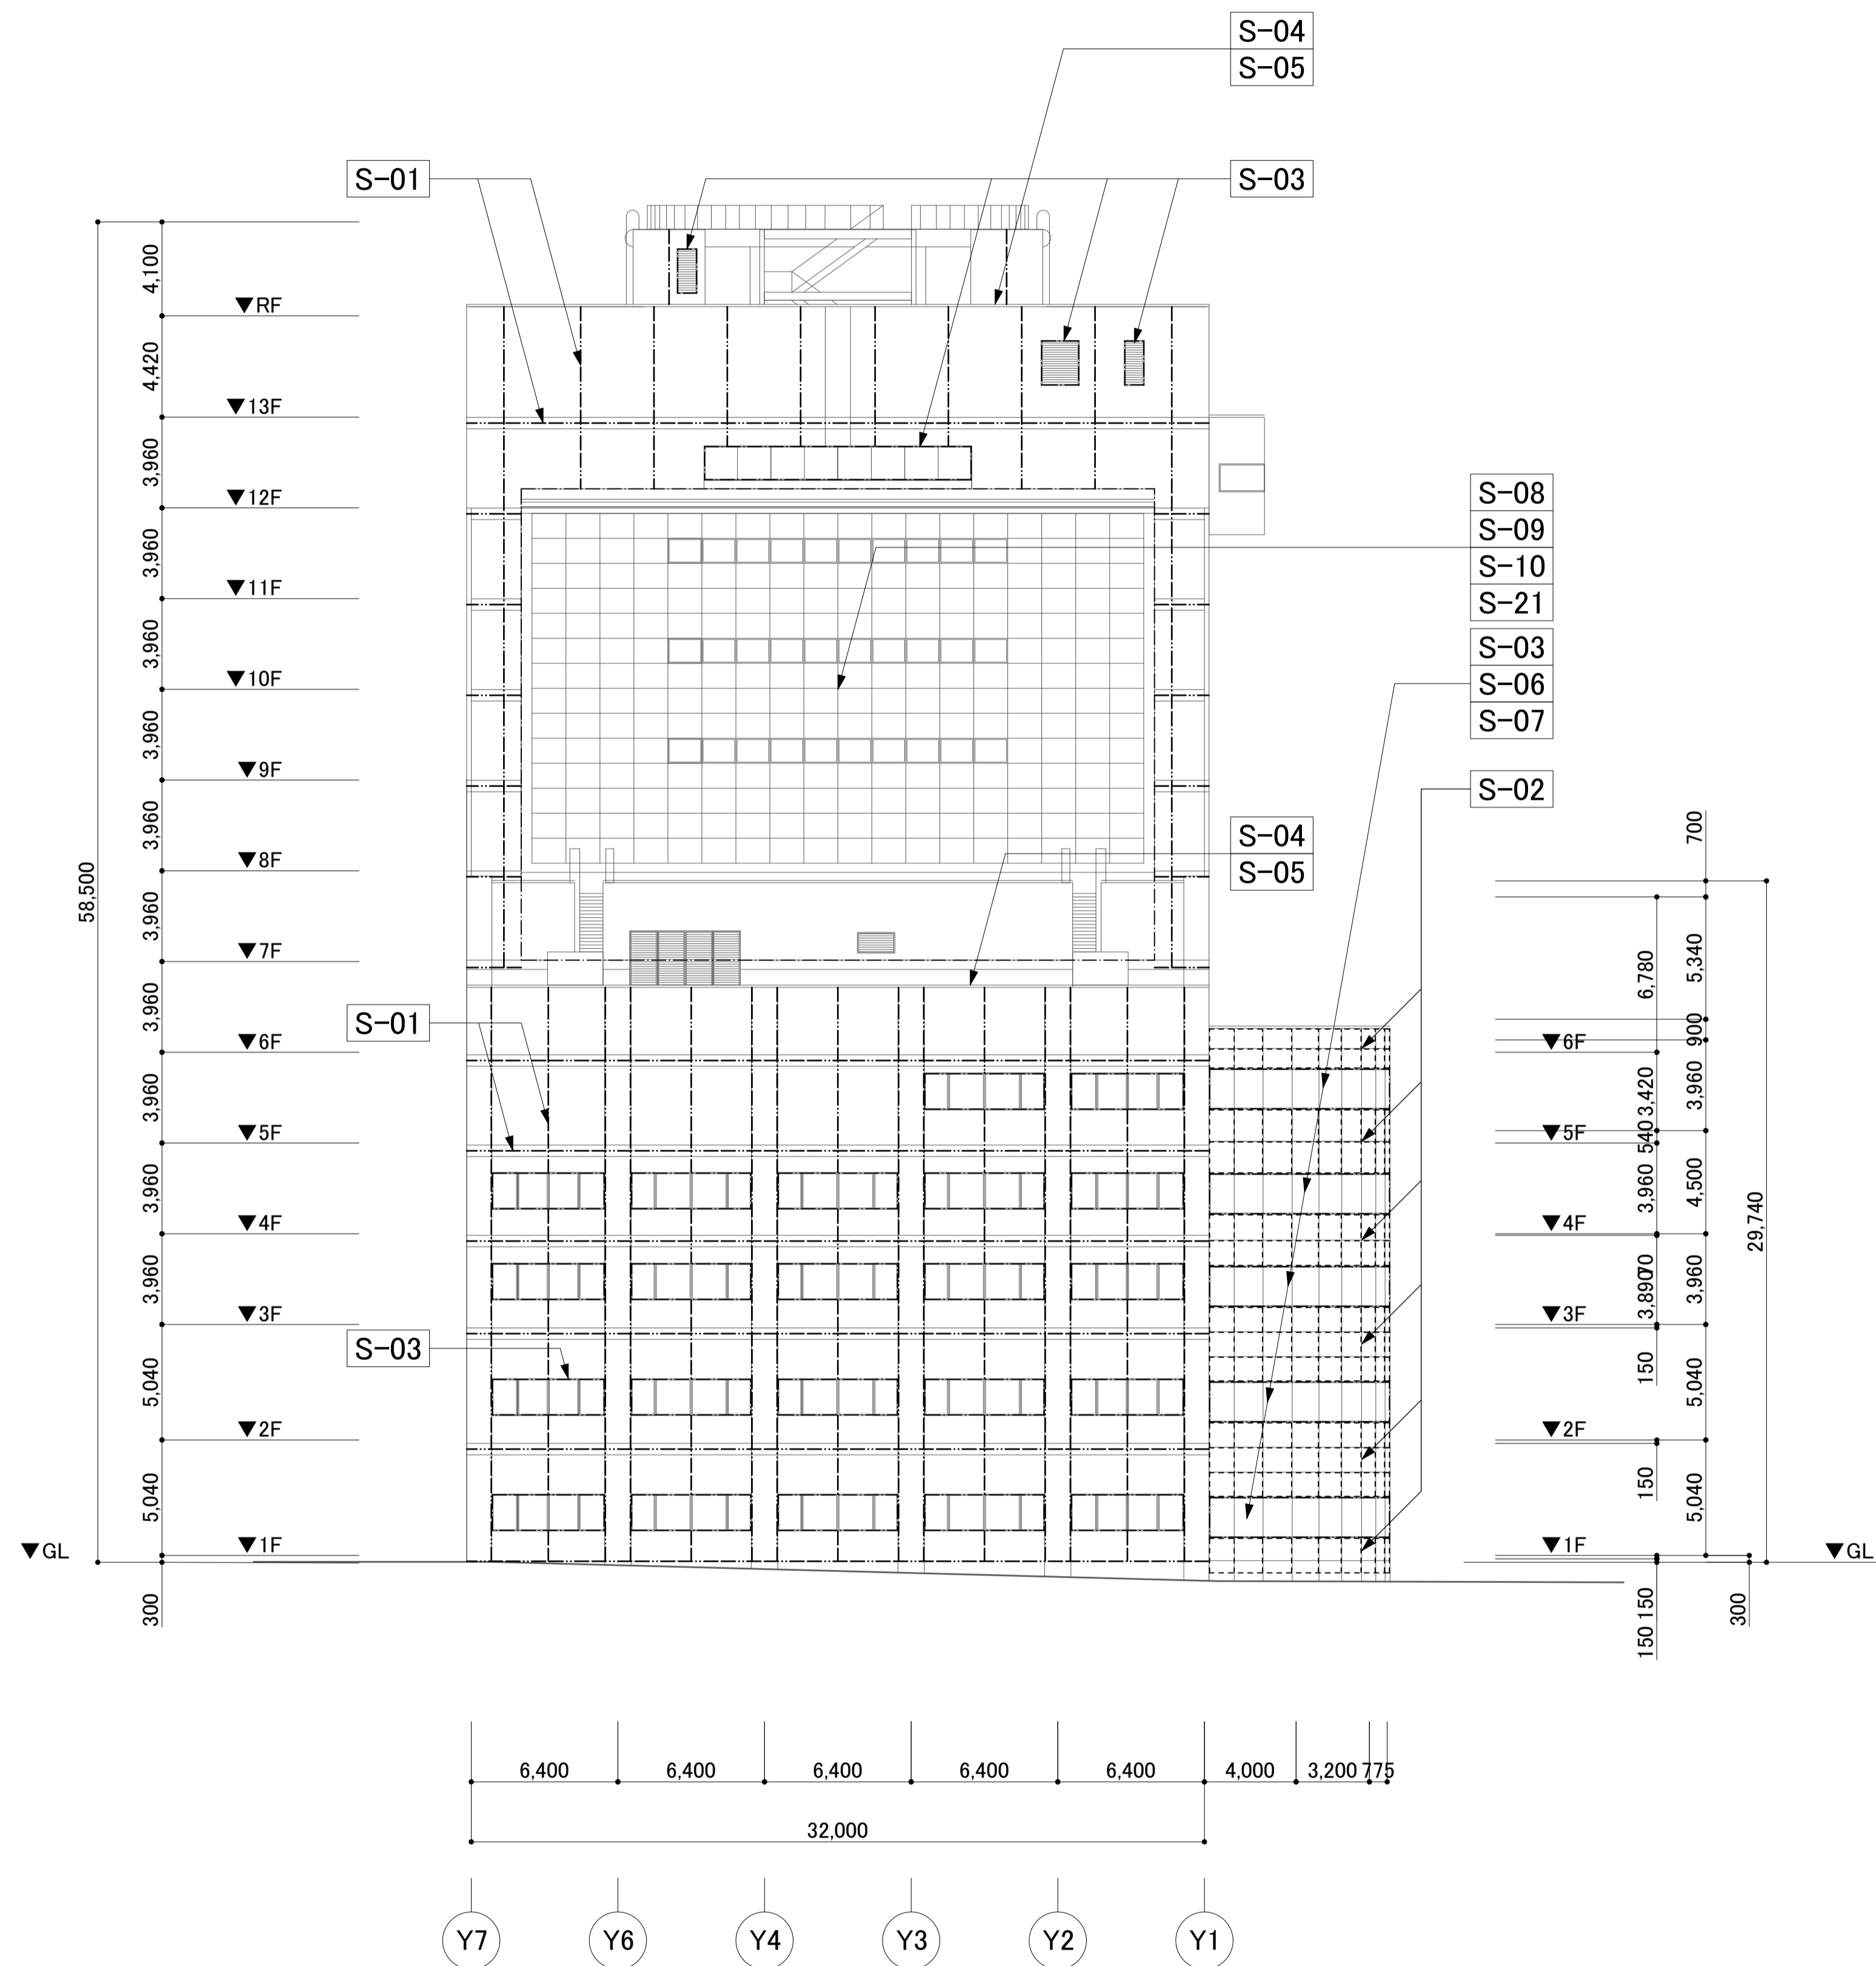 S-04
S-05
S-01
S-03
4,100
▼RF
4,420
▼13F
3,960
▼12F
3,960
▼11F
3,960
▼10F
3,960
▼9F
3,960
▼8F
3,960
▼7F
3,960
▼6F
3,960
▼5F
3,960
▼4F
3,960
▼3F
5,040
▼2F
5,040
▼1F
▼GL
300
58,500
S-08
S-09
S-10
S-21
S-03
S-06
S-07
S-02
S-04
S-05
S-01
S-03
700
5,340
6,780
900
▼6F
3,420
3,960
540
▼5F
3,960
4,500
▼4F
70
3,890
3,960
▼3F
150
5,040
▼2F
150
5,040
▼1F
29,740
▼GL
150
150
300
6,400
6,400
6,400
6,400
6,400
4,000
3,200
775
32,000
Y7
Y6
Y4
Y3
Y2
Y1